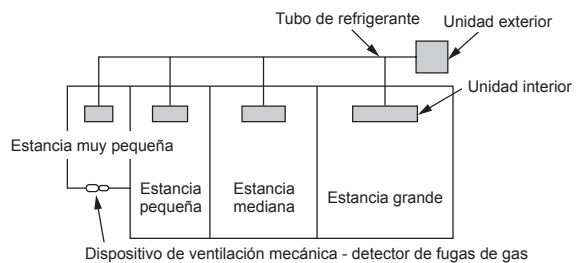 Tubo de refrigerante
Unidad exterior
Unidad interior
Estancia muy pequeña
Estancia
pequeña
Estancia
mediana
Estancia grande
Dispositivo de ventilación mecánica - detector de fugas de gas